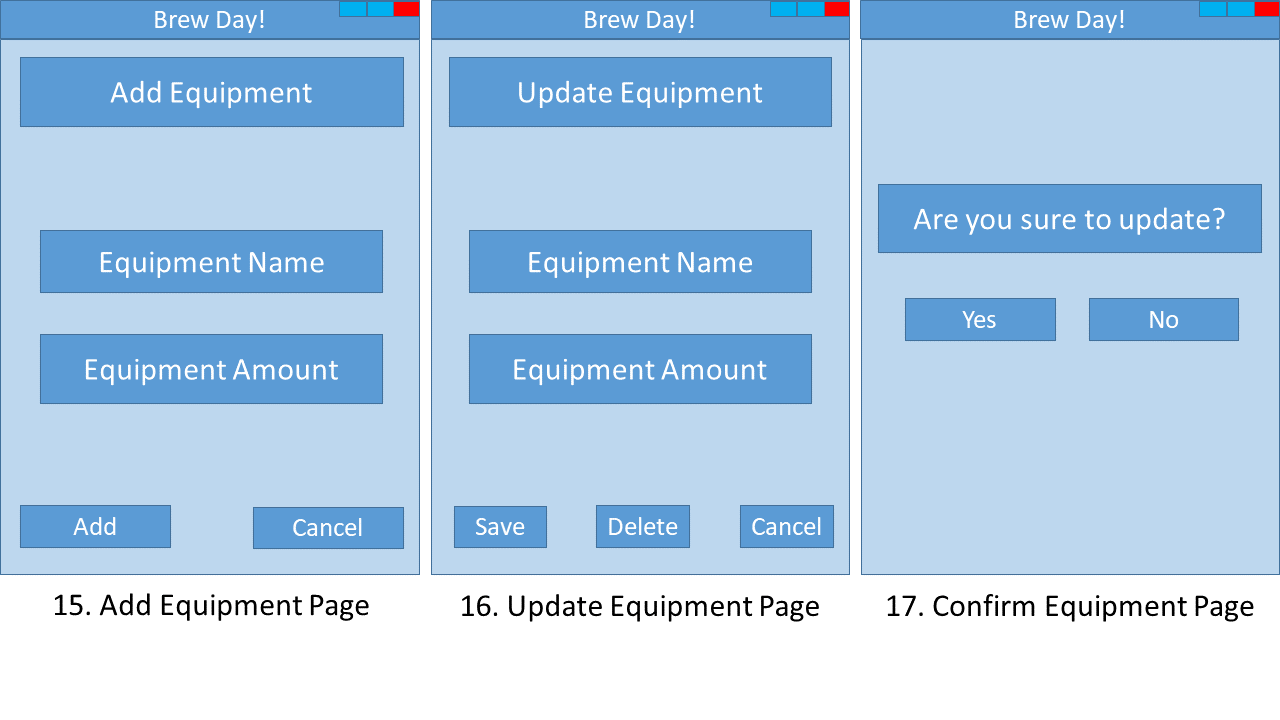 Brew Day!
Add Equipment
Equipment Name
Equipment Amount
Add
Cancel
15. Add Equipment Page
Brew Day!
Update Equipment
Equipment Name
Equipment Amount
Save
Delete
Cancel
16. Update Equipment Page
Brew Day!
Are you sure to update?
Yes
No
17. Confirm Equipment Page